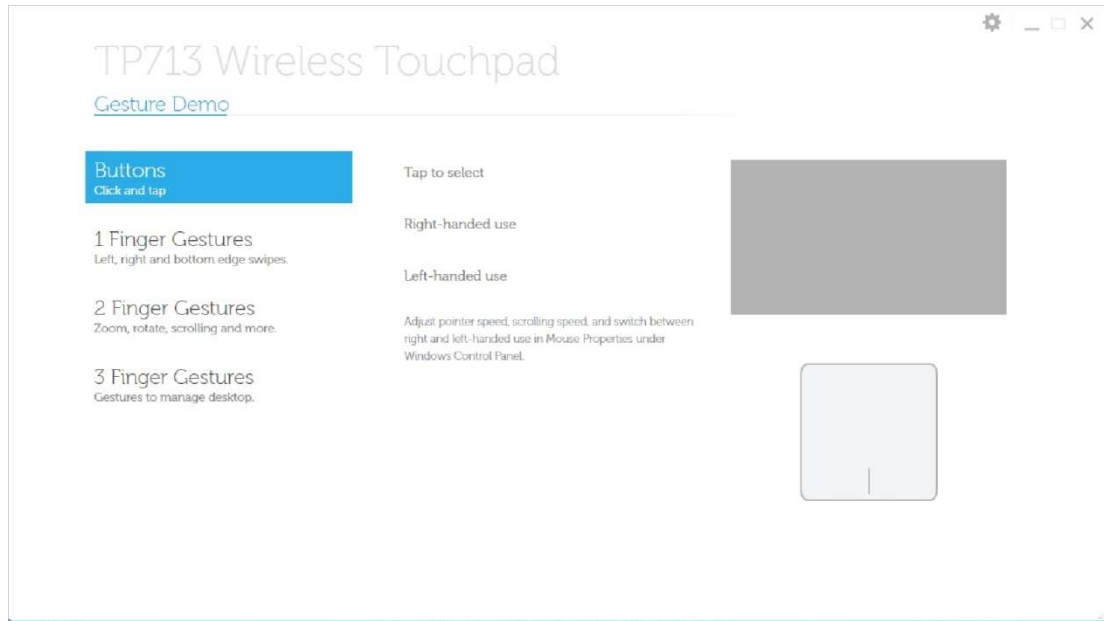 TP713 Wireless Touchpad
Gesture Demo
Buttons
Click and tap
1 Finger Gestures
Left, right and bottom edge swipes.
2 Finger Gestures
Zoom, rotate, scrolling and more.
3 Finger Gestures
Gestures to manage desktop.
Tap to select
Right-handed use
Left-handed use
Adjust pointer speed, scrolling speed, and switch between
right and left-handed use in Mouse Properties under
Windows Control Panel.